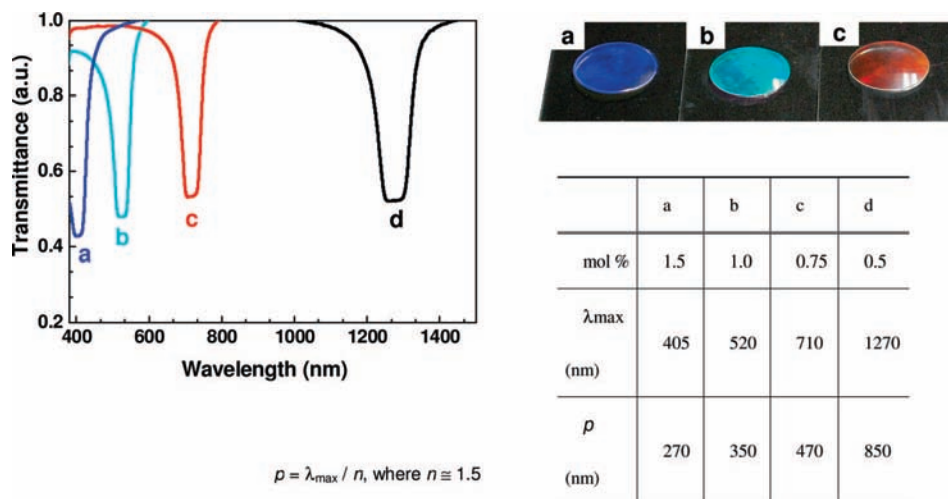 Transmittance (a.u.)
1.0
0.8
0.6
0.4
0.2
a
b
c
d
400 600 800 1000 1200 1400
Wavelength (nm)
p = λmax / n, where n ≅ 1.5
a b c
a b c d
mol % 1.5 1.0 0.75 0.5
λmax
(nm) 405 520 710 1270
p
(nm) 270 350 470 850